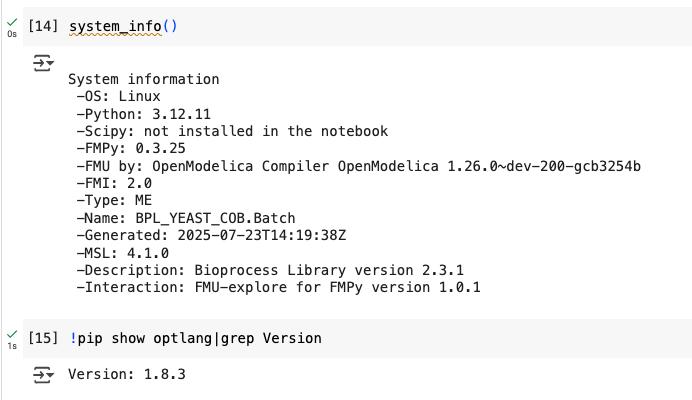 [14] system_info()
0s
System information
-OS: Linux
-Python: 3.12.11
-Scipy: not installed in the notebook
-FMPy: 0.3.25
-FMU by: OpenModelica Compiler OpenModelica 1.26.0~dev-200-gcb3254b
-FMI: 2.0
-Type: ME
-Name: BPL_YEAST_COB.Batch
-Generated: 2025-07-23T14:19:38Z
-MSL: 4.1.0
-Description: Bioprocess Library version 2.3.1
-Interaction: FMU-explore for FMPy version 1.0.1
[15] !pip show optlang|grep Version
1s
Version: 1.8.3